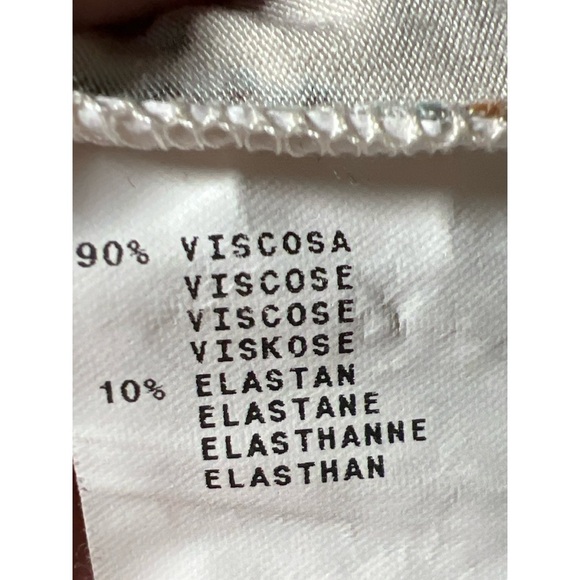 90% VISCOSA
VISCOSE
VISCOSE
VISKOSE
10% ELASTAN
ELASTANE
ELASTHANNE
ELASTHAN